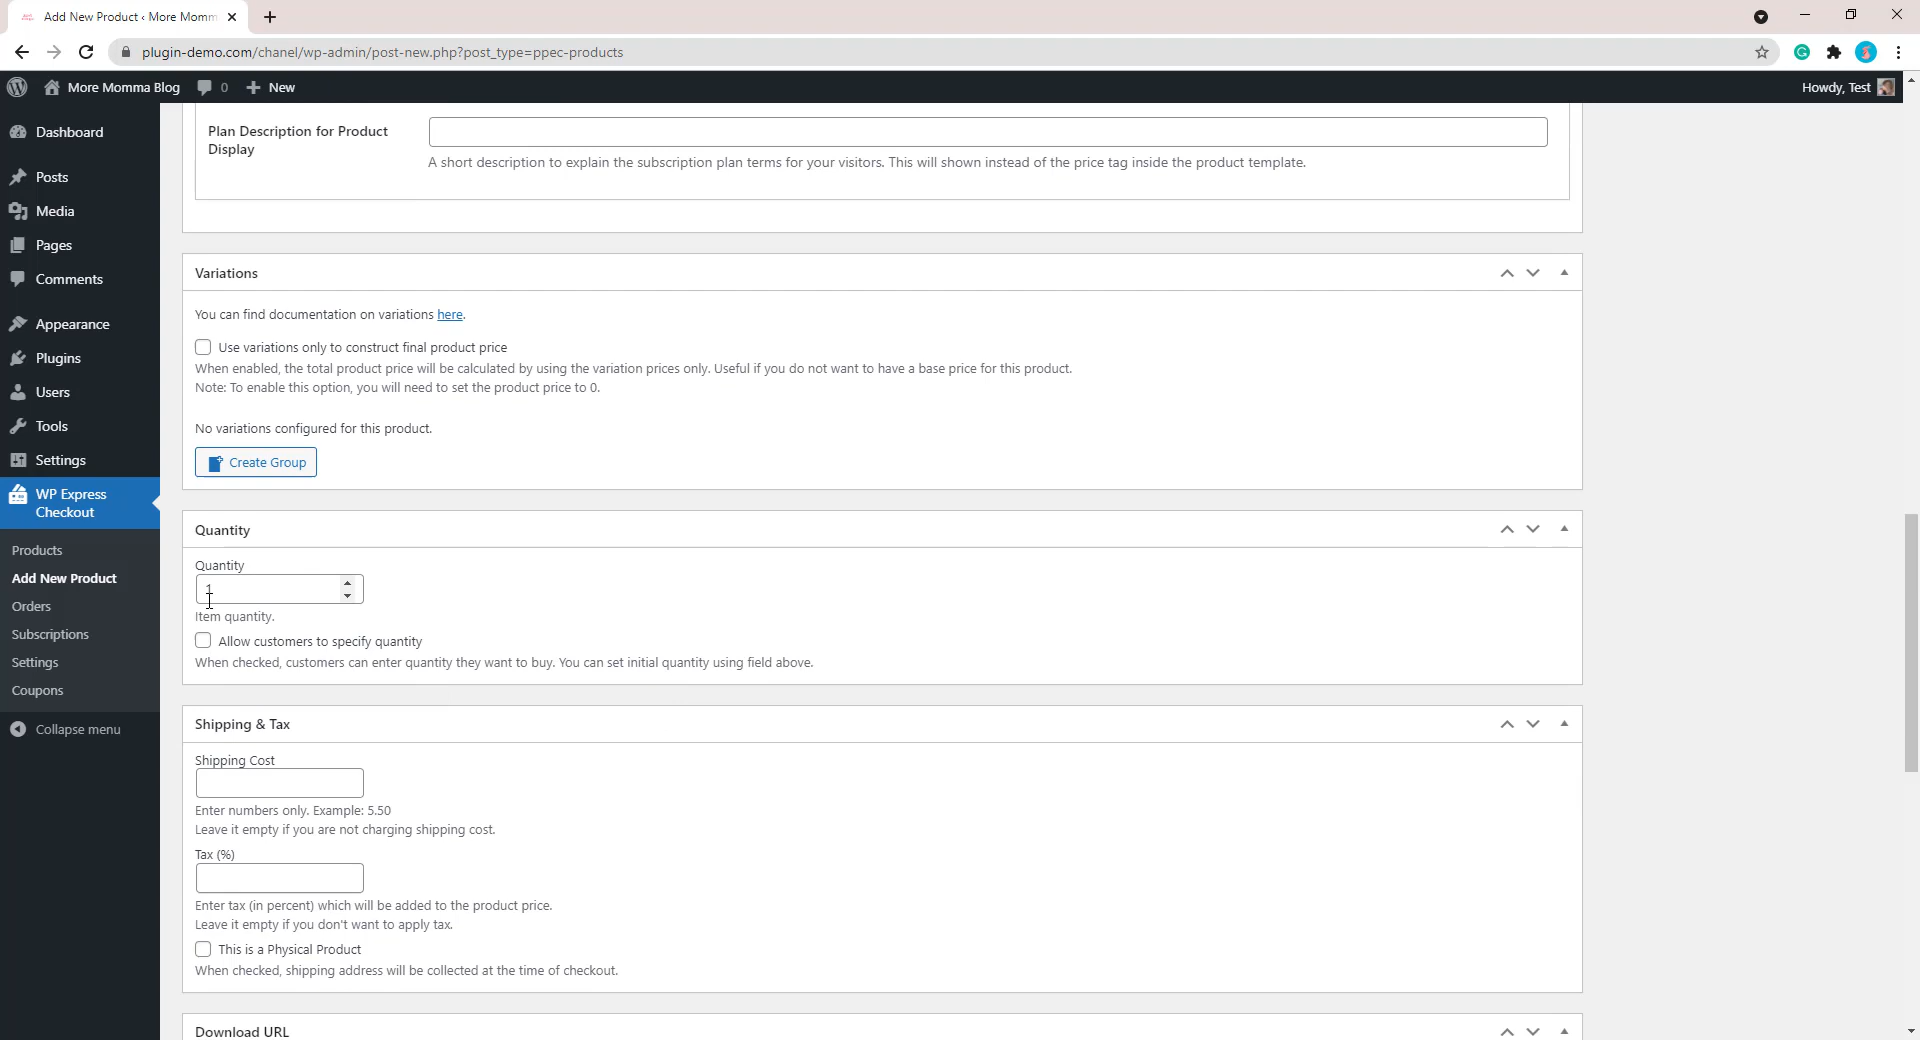 Add New Product ‹ More Momm
plugin-demo.com/chanel/wp-admin/post-new.php?post_type=ppec-products
More Momma Blog
0
New
Howdy, Test
Dashboard
Posts
Media
Pages
Comments
Appearance
Plugins
Users
Tools
Settings
WP Express
Checkout
Products
Add New Product
Orders
Subscriptions
Settings
Coupons
Collapse menu
Plan Description for Product
Display
A short description to explain the subscription plan terms for your visitors. This will shown instead of the price tag inside the product template.
Variations
You can find documentation on variations here.
Use variations only to construct final product price
When enabled, the total product price will be calculated by using the variation prices only. Useful if you do not want to have a base price for this product.
Note: To enable this option, you will need to set the product price to 0.
No variations configured for this product.
Create Group
Quantity
Quantity
1
Item quantity.
Allow customers to specify quantity
When checked, customers can enter quantity they want to buy. You can set initial quantity using field above.
Shipping & Tax
Shipping Cost
Enter numbers only. Example: 5.50
Leave it empty if you are not charging shipping cost.
Tax (%)
Enter tax (in percent) which will be added to the product price.
Leave it empty if you don't want to apply tax.
This is a Physical Product
When checked, shipping address will be collected at the time of checkout.
Download URL